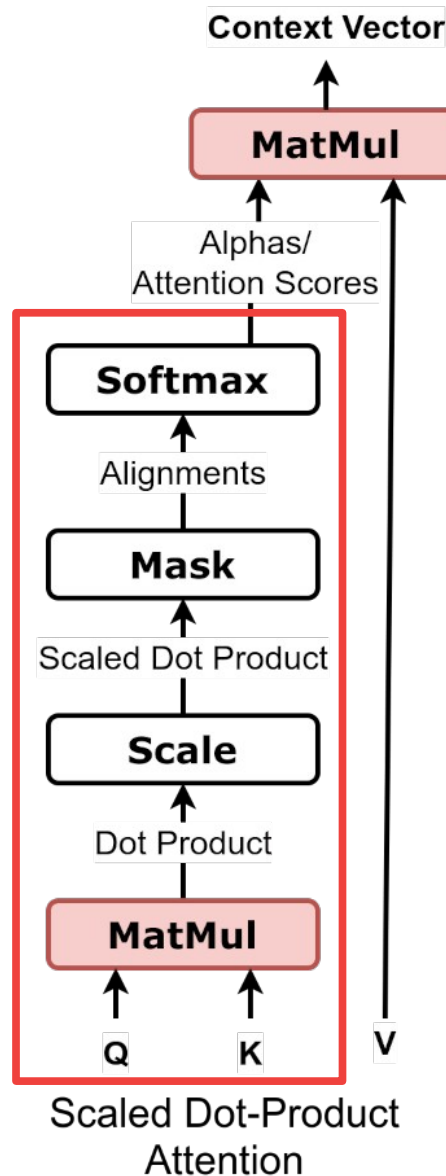 Context Vector
MatMul
Alphas/
Attention Scores
Softmax
Alignments
Mask
Scaled Dot Product
Scale
Dot Product
MatMul
Q K V
Scaled Dot-Product
Attention